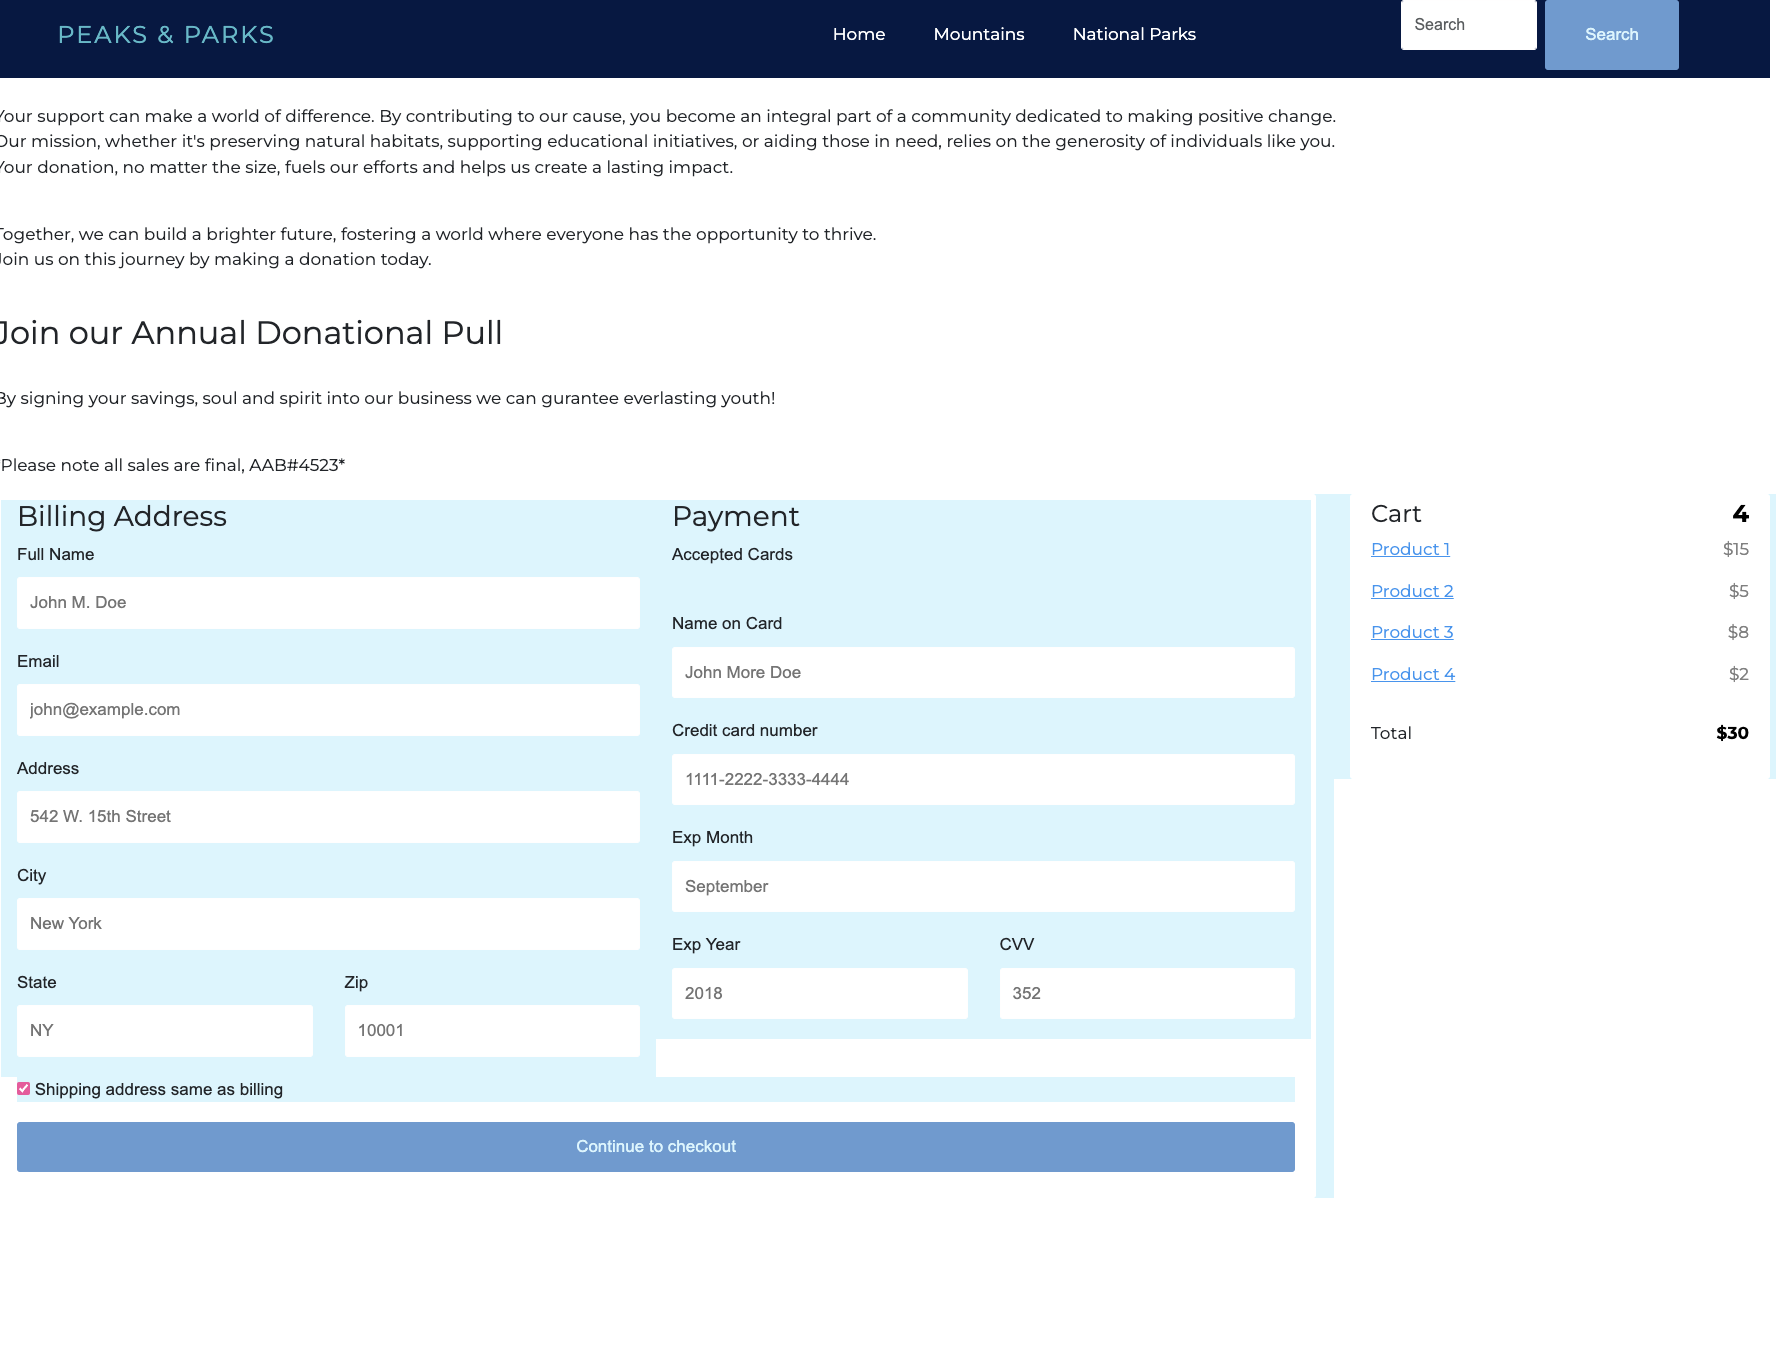 PEAKS & PARKS
Home
Mountains
National Parks
Search
Search
Your support can make a world of difference. By contributing to our cause, you become an integral part of a community dedicated to making positive change.
Our mission, whether it's preserving natural habitats, supporting educational initiatives, or aiding those in need, relies on the generosity of individuals like you.
Your donation, no matter the size, fuels our efforts and helps us create a lasting impact.
Together, we can build a brighter future, fostering a world where everyone has the opportunity to thrive.
Join us on this journey by making a donation today.
Join our Annual Donational Pull
By signing your savings, soul and spirit into our business we can gurantee everlasting youth!
Please note all sales are final, AAB#4523*
Billing Address
Full Name
John M. Doe
Email
john@example.com
Address
542 W. 15th Street
City
New York
State
Zip
NY
10001
Payment
Accepted Cards
Name on Card
John More Doe
Credit card number
1111-2222-3333-4444
Exp Month
September
Exp Year
CVV
2018
352
Shipping address same as billing
Continue to checkout
Cart 4
Product 1 $15
Product 2 $5
Product 3 $8
Product 4 $2
Total $30